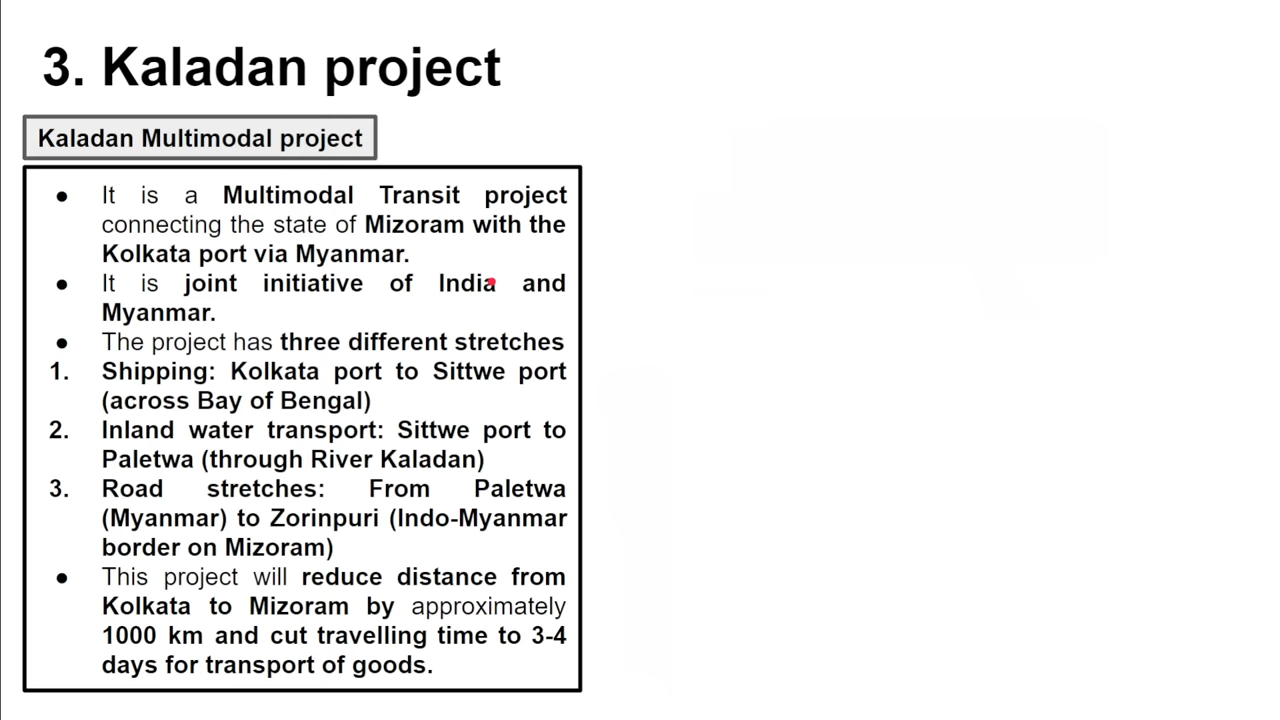 3. Kaladan project
Kaladan Multimodal project
● It is a Multimodal Transit project
connecting the state of Mizoram with the
Kolkata port via Myanmar.
● It is joint initiative of India and
Myanmar.
● The project has three different stretches
1. Shipping: Kolkata port to Sittwe port
(across Bay of Bengal)
2. Inland water transport: Sittwe port to
Paletwa (through River Kaladan)
3. Road stretches: From Paletwa
(Myanmar) to Zorinpuri (Indo-Myanmar
border on Mizoram)
● This project will reduce distance from
Kolkata to Mizoram by approximately
1000 km and cut travelling time to 3-4
days for transport of goods.